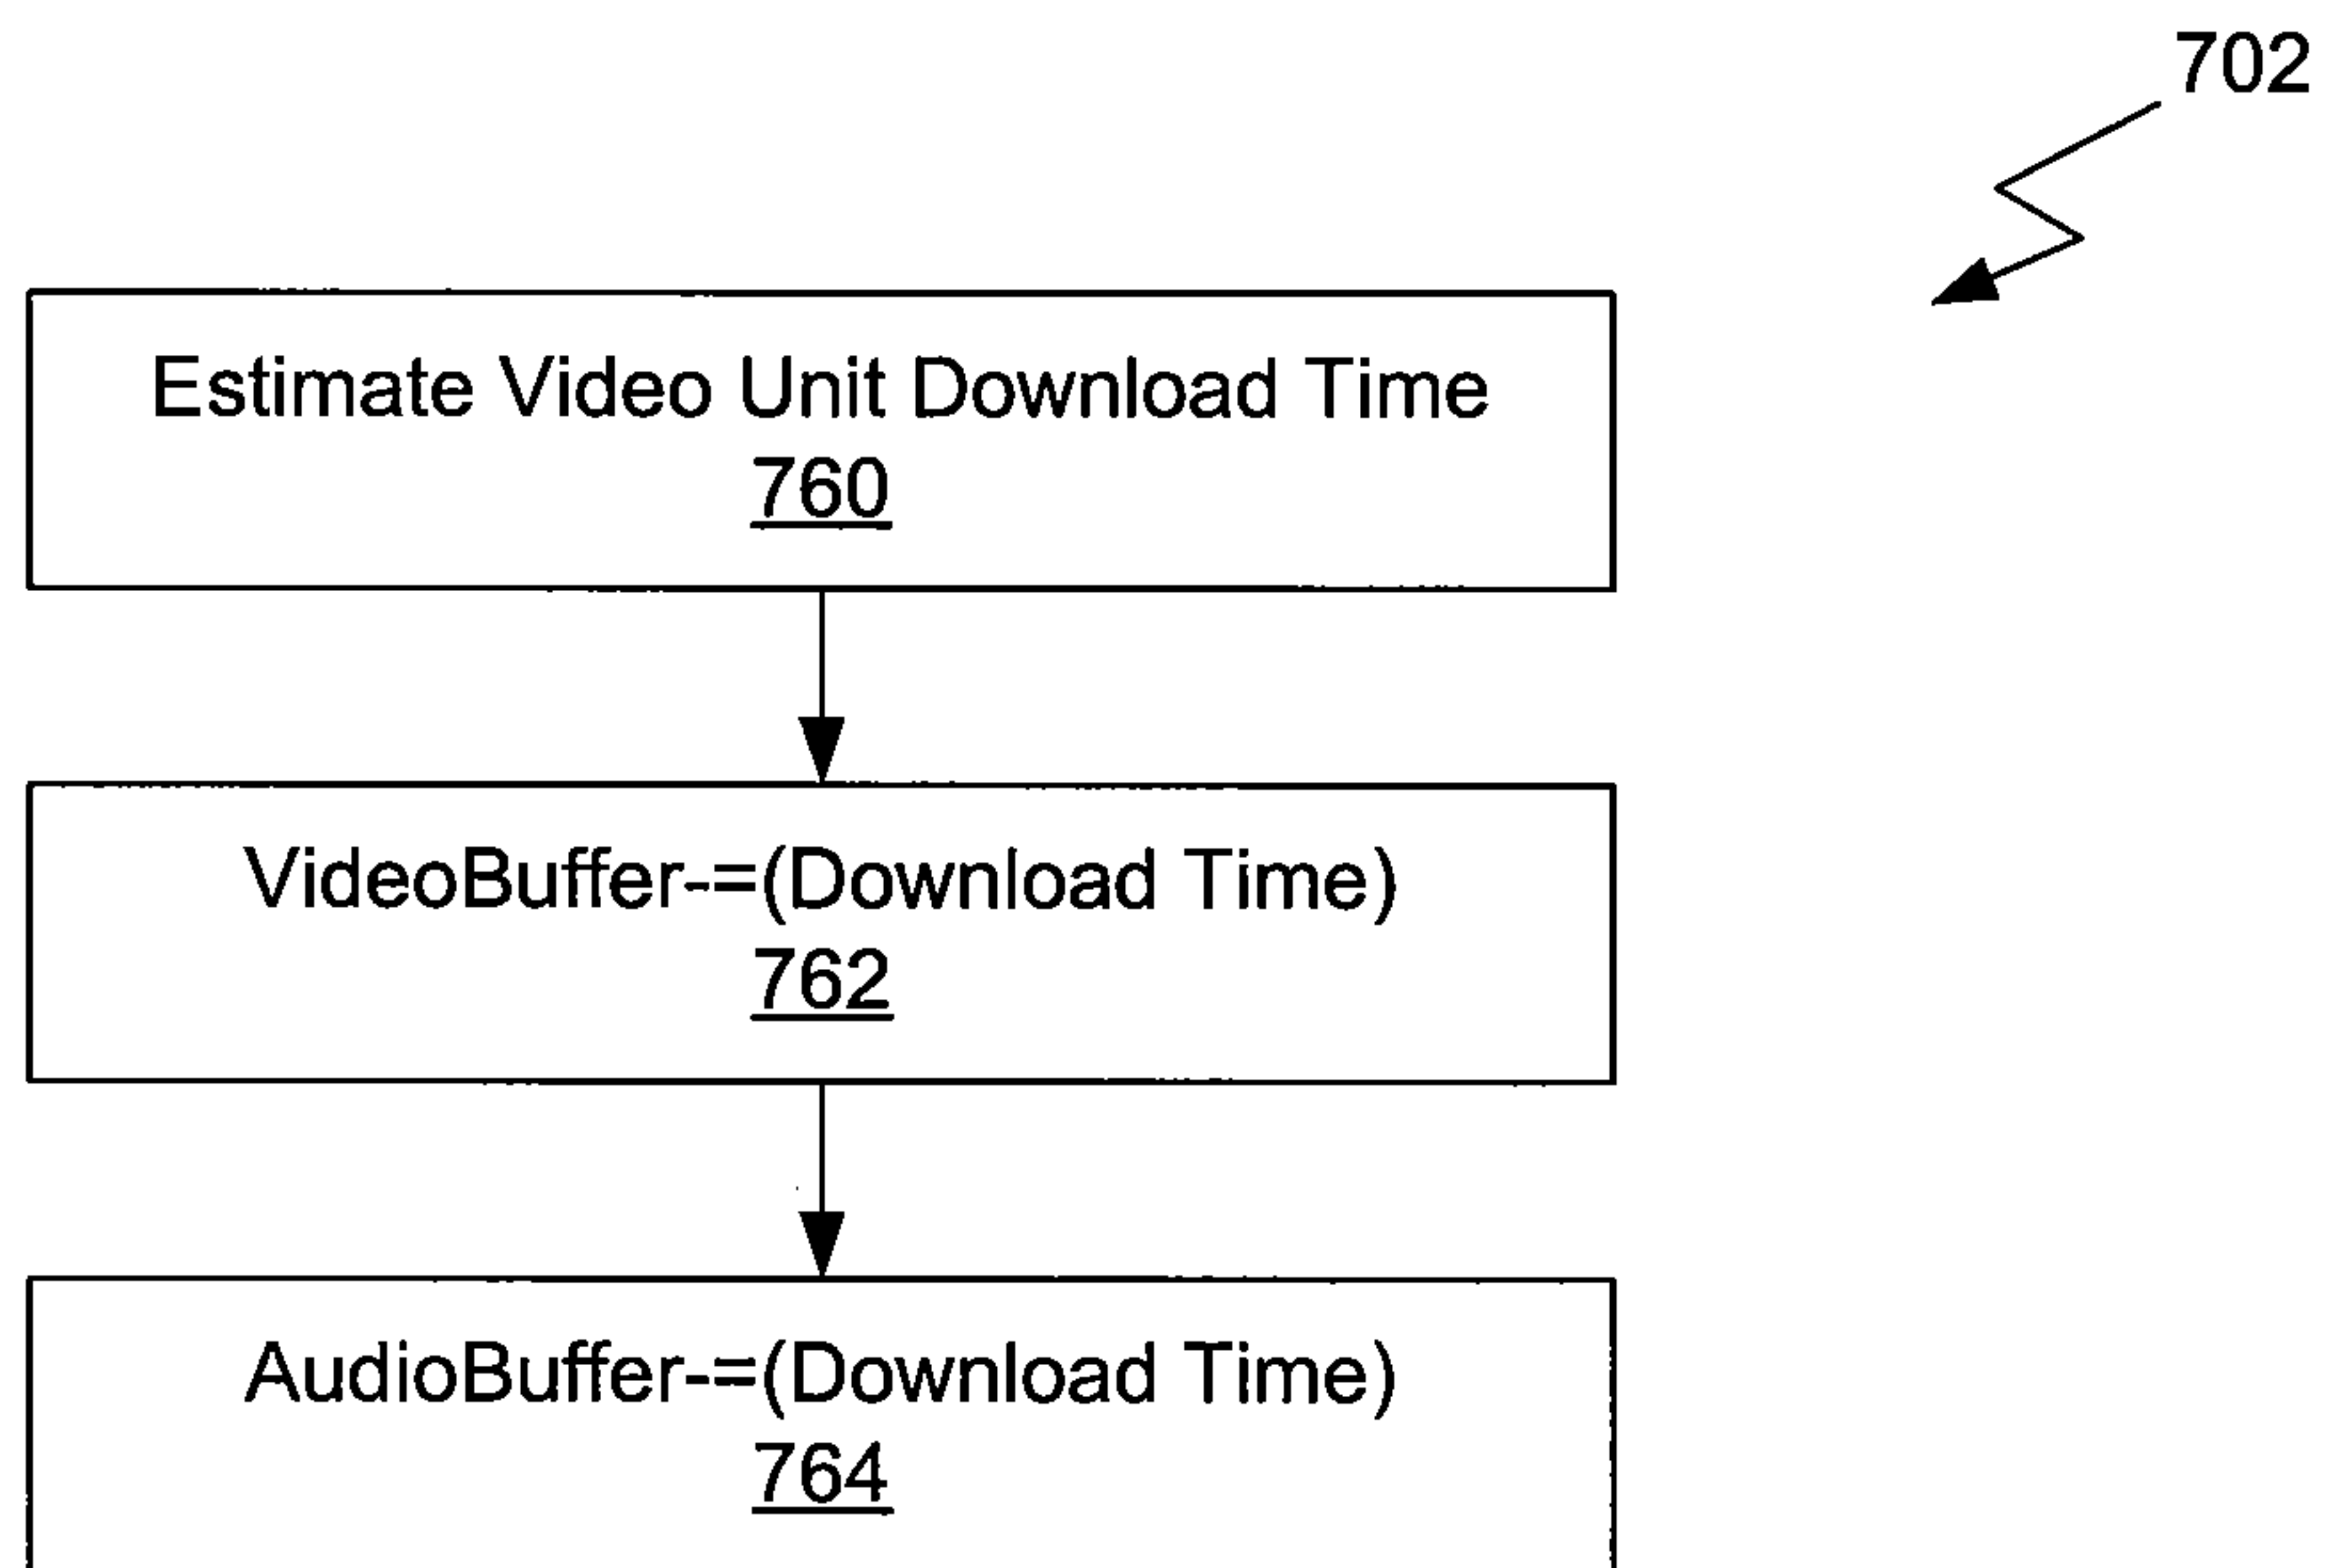 702
Estimate Video Unit Download Time
760
VideoBuffer-=(Download Time)
762
AudioBuffer-=(Download Time)
764